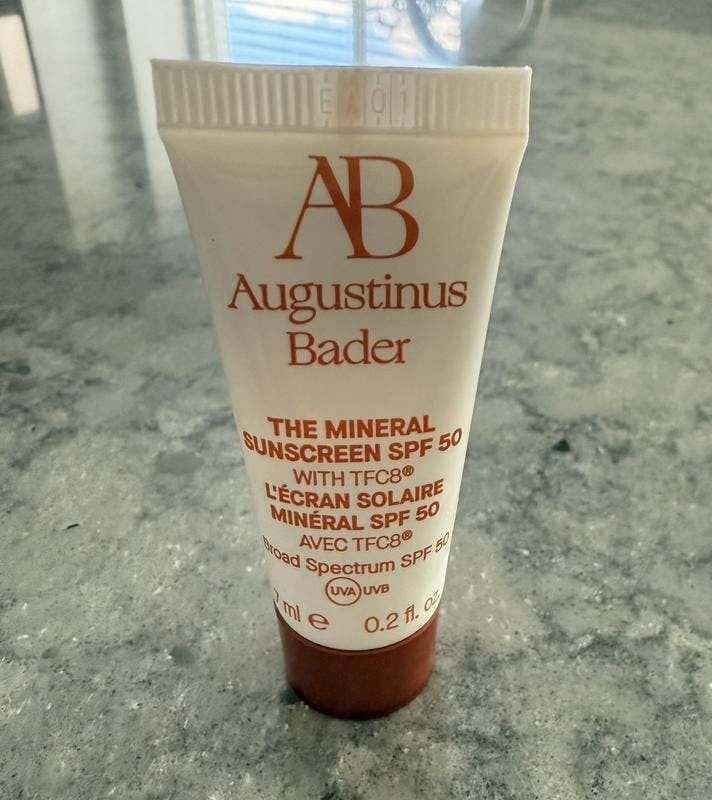 EA01
AB
Augustinus
Bader
THE MINERAL
SUNSCREEN SPF 50
WITH TFC8®
L'ÉCRAN SOLAIRE
MINÉRAL SPF 50
AVEC TFC8®
Broad Spectrum SPF 50
UVA UVB
7 ml e 0.2 fl. oz.